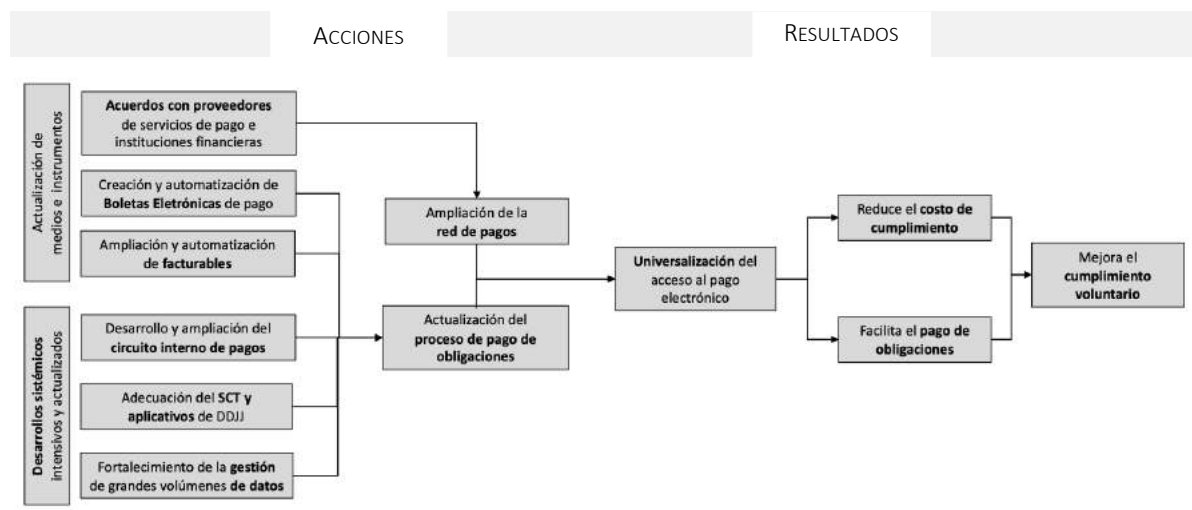 ACCIONES
RESULTADOS
Actualización de
medios e instrumentos
Acuerdos con proveedores
de servicios de pago e
instituciones financieras
Creación y automatización de
Boletas Eletrónicas de pago
Ampliación y automatización
de facturables
Desarrollos sistémicos
intensivos y actualizados
Desarrollo y ampliación del
circuito interno de pagos
Adecuación del SCT y
aplicativos de DDJJ
Fortalecimiento de la gestión
de grandes volúmenes de datos
Ampliación de la
red de pagos
Actualización del
proceso de pago de
obligaciones
Universalización del
acceso al pago
electrónico
Reduce el costo de
cumplimiento
Facilita el pago de
obligaciones
Mejora el
cumplimiento
voluntario